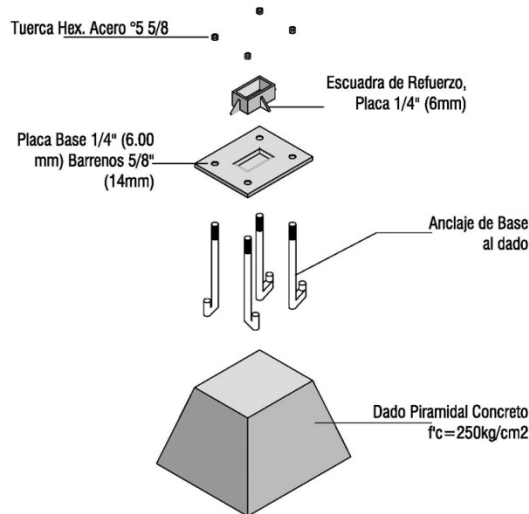 Tuerca Hex. Acero °5 5/8
Escuadra de Refuerzo,
Placa 1/4" (6mm)
Placa Base 1/4" (6.00
mm) Barrenos 5/8"
(14mm)
Anclaje de Base
al dado
Dado Piramidal Concreto
f'c=250kg/cm2